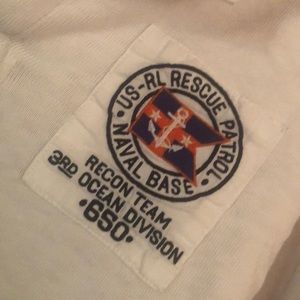 US-RL RESCUE PATROL
NAVAL BASE
RECON TEAM
3RD OCEAN DIVISION
•650•